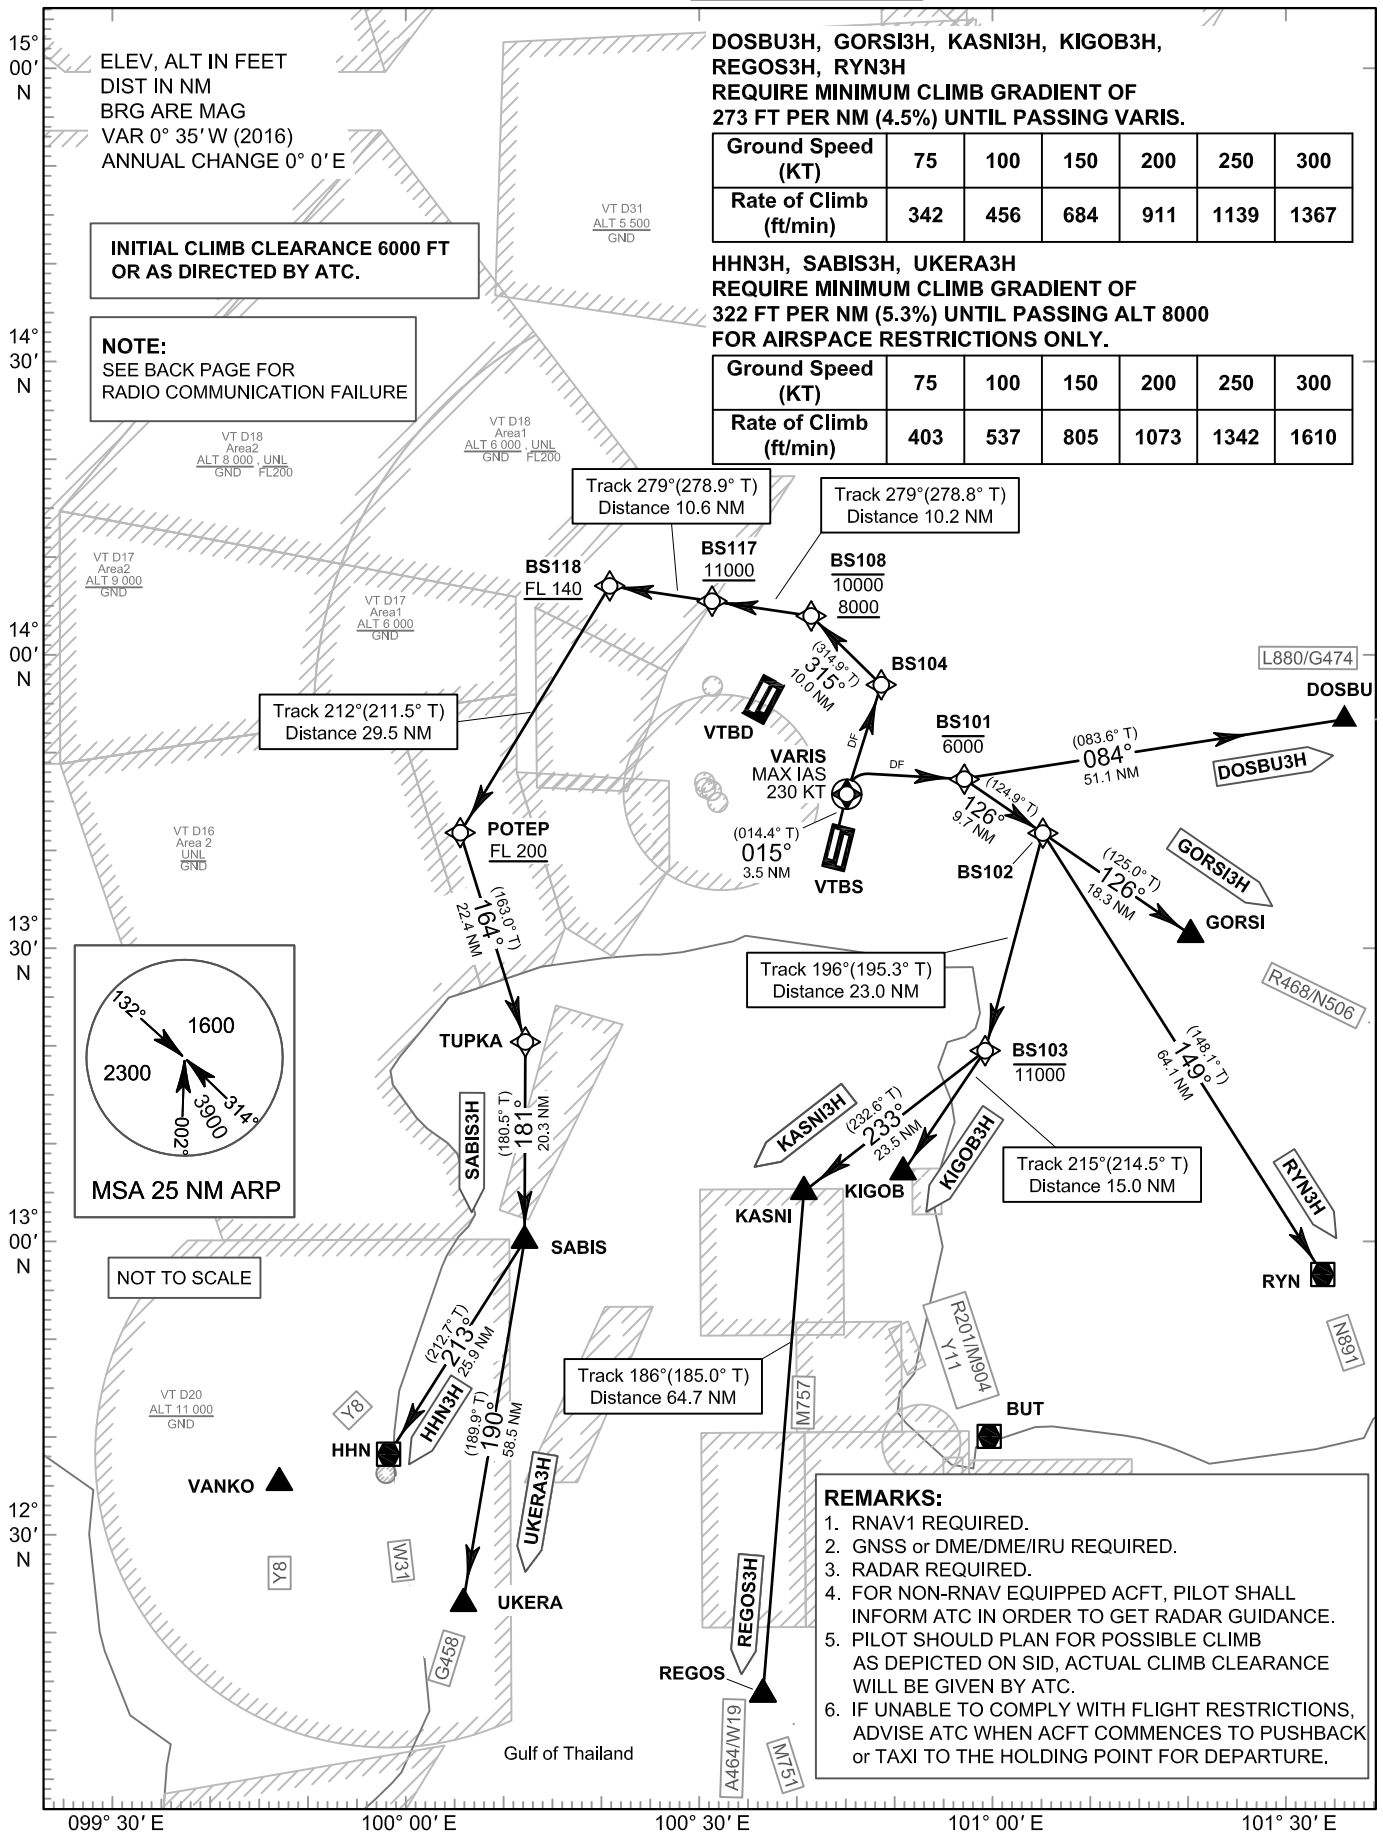 ELEV, ALT IN FEET
DIST IN NM
BRG ARE MAG
VAR 0° 35′ W (2016)
ANNUAL CHANGE 0° 0′ E
INITIAL CLIMB CLEARANCE 6000 FT
OR AS DIRECTED BY ATC.
NOTE:
SEE BACK PAGE FOR
RADIO COMMUNICATION FAILURE
DOSBU3H, GORSI3H, KASNI3H, KIGOB3H,
REGOS3H, RYN3H
REQUIRE MINIMUM CLIMB GRADIENT OF
273 FT PER NM (4.5%) UNTIL PASSING VARIS.
Ground Speed (KT) 75 100 150 200 250 300
Rate of Climb (ft/min) 342 456 684 911 1139 1367
HHN3H, SABIS3H, UKERA3H
REQUIRE MINIMUM CLIMB GRADIENT OF
322 FT PER NM (5.3%) UNTIL PASSING ALT 8000
FOR AIRSPACE RESTRICTIONS ONLY.
Ground Speed (KT) 75 100 150 200 250 300
Rate of Climb (ft/min) 403 537 805 1073 1342 1610
15°
00′
N
14°
30′
N
14°
00′
N
13°
30′
N
13°
00′
N
12°
30′
N
VT D31
ALT 5 500
GND
VT D18
Area2
ALT 8 000 , UNL
GND FL200
VT D18
Area1
ALT 6 000 , UNL
GND FL200
VT D17
Area2
ALT 9 000
GND
VT D17
Area1
ALT 6 000
GND
VT D16
Area 2
UNL
GND
Track 279°(278.9° T)
Distance 10.6 NM
Track 279°(278.8° T)
Distance 10.2 NM
BS118
FL 140
BS117
11000
BS108
10000
8000
(314.9° T)
315°
10.0 NM
BS104
Track 212°(211.5° T)
Distance 29.5 NM
VTBD
VARIS
MAX IAS
230 KT
DF
DF
BS101
6000
(083.6° T)
084°
51.1 NM
L880/G474
DOSBU
DOSBU3H
(014.4° T)
015°
3.5 NM
VTBS
(124.9° T)
126°
9.7 NM
BS102
(125.0° T)
126°
18.3 NM
GORSI3H
GORSI
POTEP
FL 200
(163.0° T)
164°
22.4 NM
Track 196°(195.3° T)
Distance 23.0 NM
R468/N506
132°
1600
2300
3900
314°
002°
MSA 25 NM ARP
TUPKA
BS103
11000
(148.1° T)
149°
64.1 NM
SABIS3H
(180.5° T)
181°
20.3 NM
KASNI3H
(232.6° T)
233°
23.5 NM
KIGOB3H
Track 215°(214.5° T)
Distance 15.0 NM
KIGOB
KASNI
RYN3H
RYN
SABIS
NOT TO SCALE
(212.7° T)
213°
25.9 NM
HHN3H
Track 186°(185.0° T)
Distance 64.7 NM
M757
R201/M904
Y11
N891
VT D20
ALT 11 000
GND
Y8
HHN
VANKO
(189.9° T)
190°
58.5 NM
UKERA3H
BUT
Y8
W31
UKERA
G458
REGOS3H
REGOS
A464/W19
M751
Gulf of Thailand
REMARKS:
1. RNAV1 REQUIRED.
2. GNSS or DME/DME/IRU REQUIRED.
3. RADAR REQUIRED.
4. FOR NON-RNAV EQUIPPED ACFT, PILOT SHALL
INFORM ATC IN ORDER TO GET RADAR GUIDANCE.
5. PILOT SHOULD PLAN FOR POSSIBLE CLIMB
AS DEPICTED ON SID, ACTUAL CLIMB CLEARANCE
WILL BE GIVEN BY ATC.
6. IF UNABLE TO COMPLY WITH FLIGHT RESTRICTIONS,
ADVISE ATC WHEN ACFT COMMENCES TO PUSHBACK
or TAXI TO THE HOLDING POINT FOR DEPARTURE.
099° 30′ E
100° 00′ E
100° 30′ E
101° 00′ E
101° 30′ E